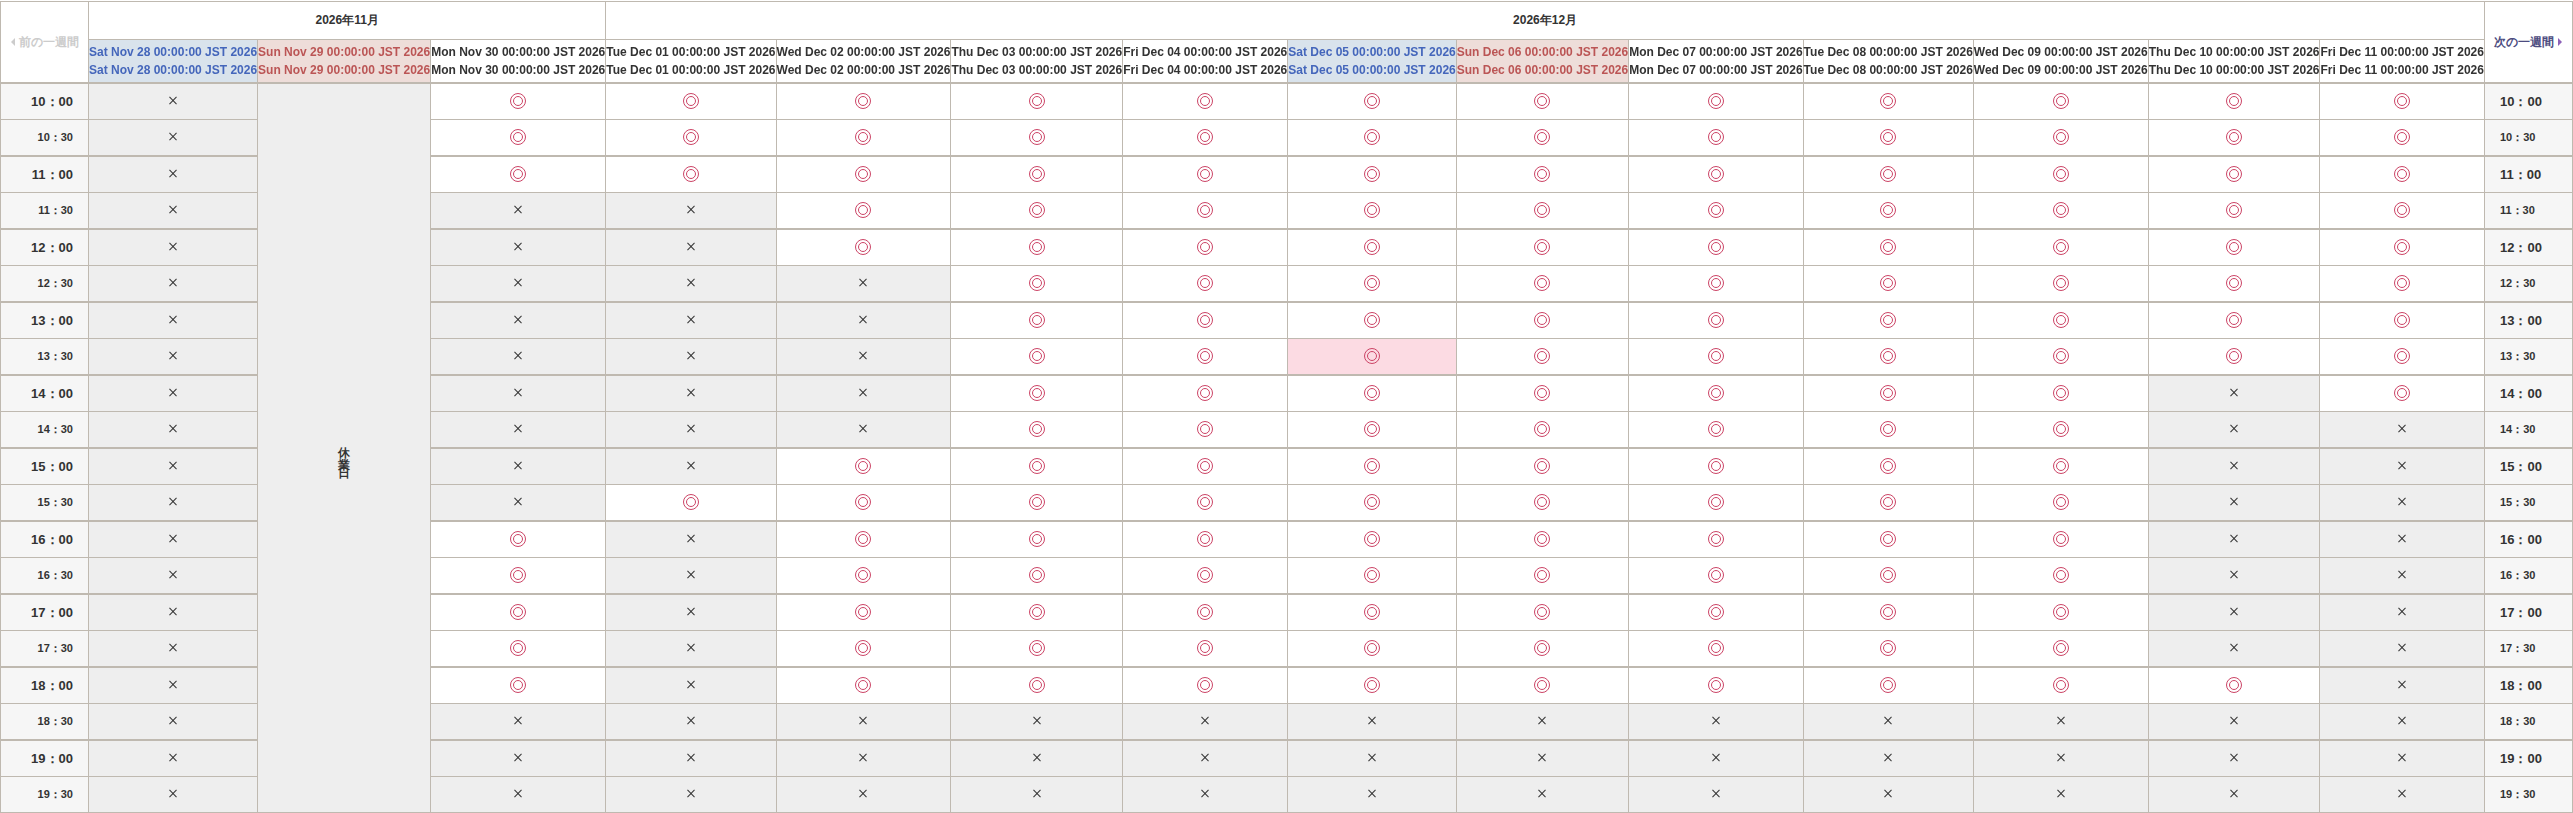 前の一週間 2026年11月 2026年12月 次の一週間
Sat Nov 28 00:00:00 JST 2026 Sun Nov 29 00:00:00 JST 2026 Mon Nov 30 00:00:00 JST 2026 Tue Dec 01 00:00:00 JST 2026 Wed Dec 02 00:00:00 JST 2026 Thu Dec 03 00:00:00 JST 2026 Fri Dec 04 00:00:00 JST 2026 Sat Dec 05 00:00:00 JST 2026 Sun Dec 06 00:00:00 JST 2026 Mon Dec 07 00:00:00 JST 2026 Tue Dec 08 00:00:00 JST 2026 Wed Dec 09 00:00:00 JST 2026 Thu Dec 10 00:00:00 JST 2026 Fri Dec 11 00:00:00 JST 2026
Sat Nov 28 00:00:00 JST 2026 Sun Nov 29 00:00:00 JST 2026 Mon Nov 30 00:00:00 JST 2026 Tue Dec 01 00:00:00 JST 2026 Wed Dec 02 00:00:00 JST 2026 Thu Dec 03 00:00:00 JST 2026 Fri Dec 04 00:00:00 JST 2026 Sat Dec 05 00:00:00 JST 2026 Sun Dec 06 00:00:00 JST 2026 Mon Dec 07 00:00:00 JST 2026 Tue Dec 08 00:00:00 JST 2026 Wed Dec 09 00:00:00 JST 2026 Thu Dec 10 00:00:00 JST 2026 Fri Dec 11 00:00:00 JST 2026
10：00 × ◎ ◎ ◎ ◎ ◎ ◎ ◎ ◎ ◎ ◎ ◎ ◎ 10：00
10：30 × ◎ ◎ ◎ ◎ ◎ ◎ ◎ ◎ ◎ ◎ ◎ ◎ 10：30
11：00 × ◎ ◎ ◎ ◎ ◎ ◎ ◎ ◎ ◎ ◎ ◎ ◎ 11：00
11：30 × × × ◎ ◎ ◎ ◎ ◎ ◎ ◎ ◎ ◎ ◎ 11：30
12：00 × × × ◎ ◎ ◎ ◎ ◎ ◎ ◎ ◎ ◎ ◎ 12：00
12：30 × × × × ◎ ◎ ◎ ◎ ◎ ◎ ◎ ◎ ◎ 12：30
13：00 × × × × ◎ ◎ ◎ ◎ ◎ ◎ ◎ ◎ ◎ 13：00
13：30 × × × × ◎ ◎ ◎ ◎ ◎ ◎ ◎ ◎ ◎ 13：30
14：00 × × × × ◎ ◎ ◎ ◎ ◎ ◎ ◎ × ◎ 14：00
14：30 × × × × ◎ ◎ ◎ ◎ ◎ ◎ ◎ × × 14：30
休業日
15：00 × × × ◎ ◎ ◎ ◎ ◎ ◎ ◎ ◎ × × 15：00
15：30 × × ◎ ◎ ◎ ◎ ◎ ◎ ◎ ◎ ◎ × × 15：30
16：00 × ◎ × ◎ ◎ ◎ ◎ ◎ ◎ ◎ ◎ × × 16：00
16：30 × ◎ × ◎ ◎ ◎ ◎ ◎ ◎ ◎ ◎ × × 16：30
17：00 × ◎ × ◎ ◎ ◎ ◎ ◎ ◎ ◎ ◎ × × 17：00
17：30 × ◎ × ◎ ◎ ◎ ◎ ◎ ◎ ◎ ◎ × × 17：30
18：00 × ◎ × ◎ ◎ ◎ ◎ ◎ ◎ ◎ ◎ ◎ × 18：00
18：30 × × × × × × × × × × × × × 18：30
19：00 × × × × × × × × × × × × × 19：00
19：30 × × × × × × × × × × × × × 19：30